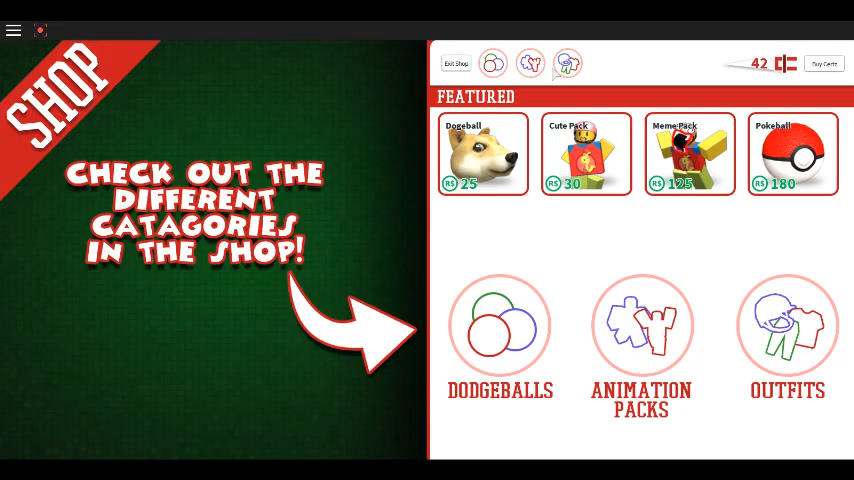 SHOP
CHECK OUT THE
DIFFERENT
CATAGORIES
IN THE SHOP!
Exit Shop
42
Buy Certz
FEATURED
Dogeball
R$ 25
Cute Pack
R$ 30
Meme Pack
R$ 125
Pokeball
R$ 180
DODGEBALLS
ANIMATION
PACKS
OUTFITS